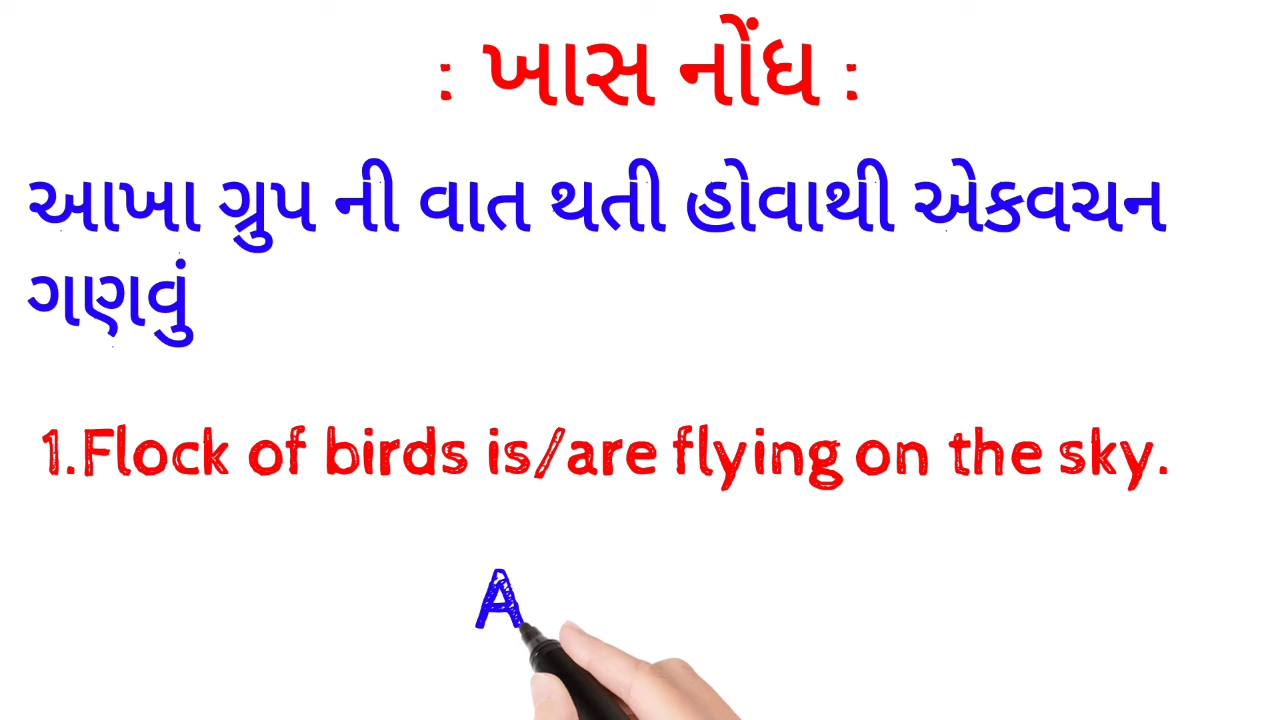 : ખાસ નોંધ :
આખા ગ્રુપ ની વાત થતી હોવાથી એકવચન
ગણવું
1.Flock of birds is/are flying on the sky.
A